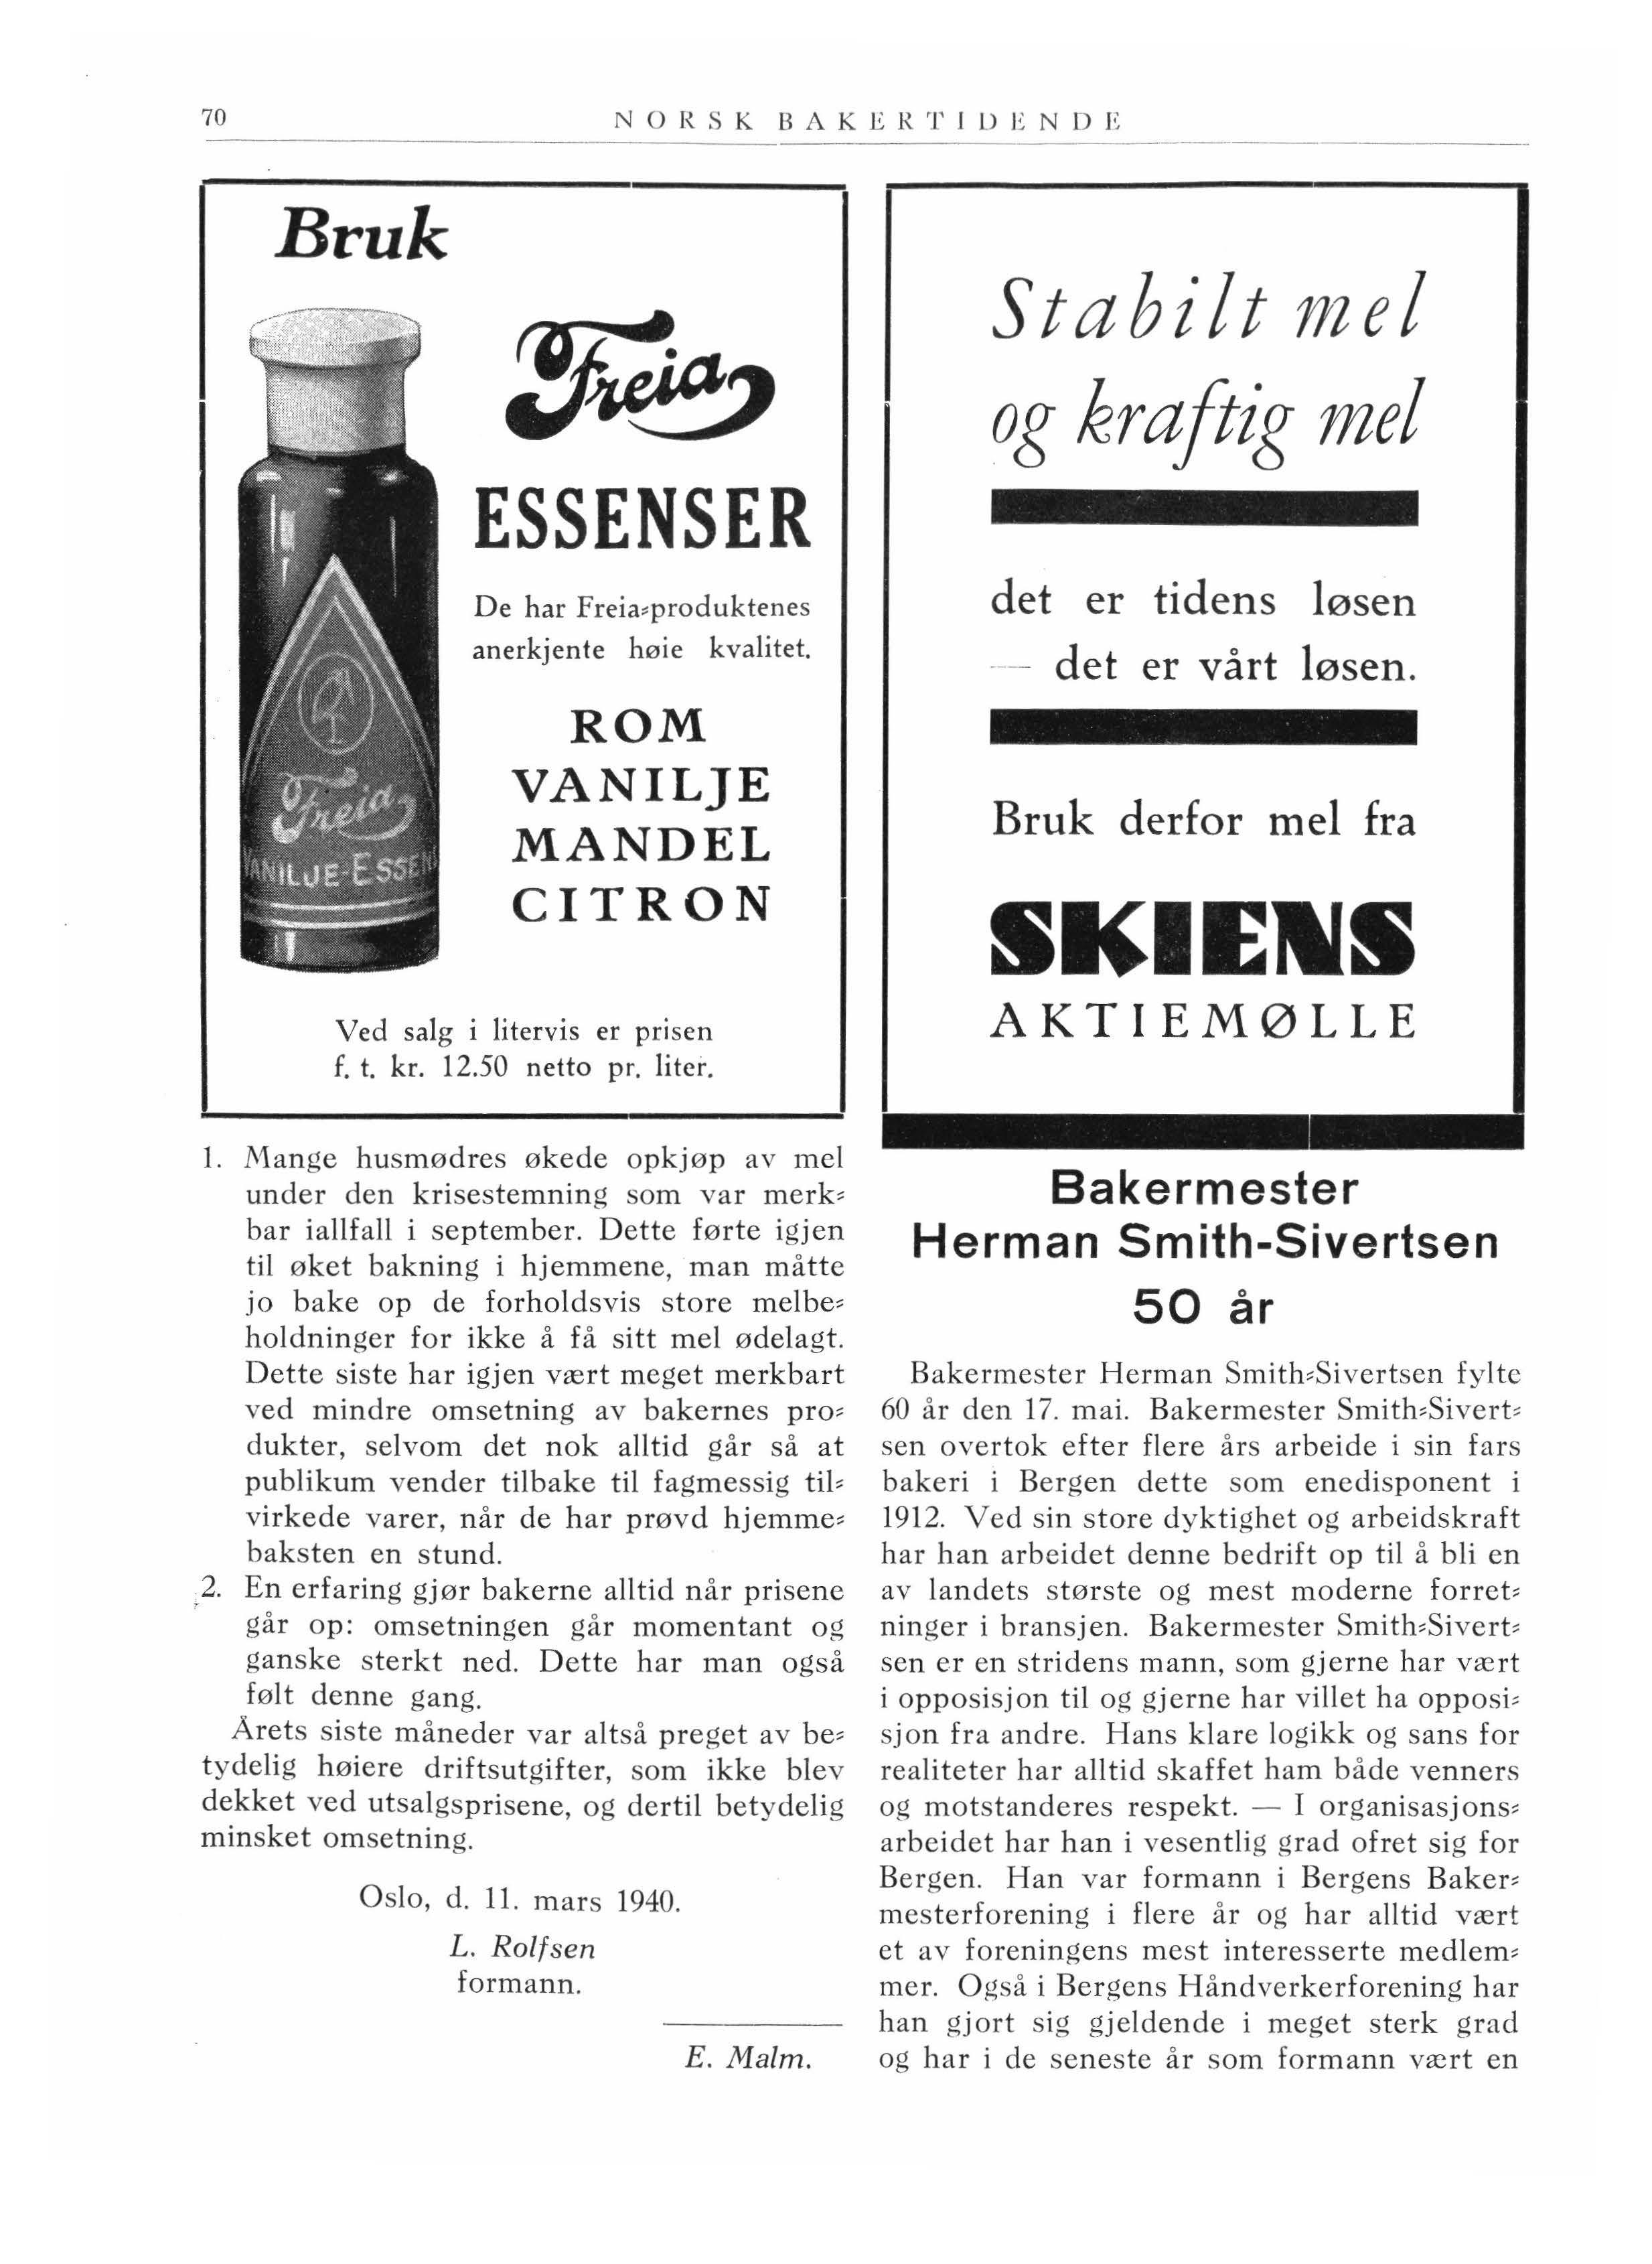 70
NORSK BAKERTIDENDE
Bruk
Freia
ESSENSER
De har Freia-produktenes
anerkjente høie kvalitet.
ROM
VANILJE
MANDEL
CITRON
Freia
VANILJE-ESSEN
Ved salg i litervis er prisen
f. t. kr. 12.50 netto pr. liter.
1. Mange husmødres økede opkjøp av mel
under den krisestemning som var merk-
bar iallfall i september. Dette førte igjen
til øket bakning i hjemmene, man måtte
jo bake op de forholdsvis store melbe-
holdninger for ikke å få sitt mel ødelagt.
Dette siste har igjen vært meget merkbart
ved mindre omsetning av bakernes pro-
dukter, selvom det nok alltid går så at
publikum vender tilbake til fagmessig til-
virkede varer, når de har prøvd hjemme-
baksten en stund.
2. En erfaring gjør bakerne alltid når prisene
går op: omsetningen går momentant og
ganske sterkt ned. Dette har man også
følt denne gang.
Årets siste måneder var altså preget av be-
tydelig høiere driftsutgifter, som ikke blev
dekket ved utsalgsprisene, og dertil betydelig
minsket omsetning.
Oslo, d. 11. mars 1940.
L. Rolfsen
formann.
E. Malm.
Stabilt mel
og kraftig mel
det er tidens løsen
— det er vårt løsen.
Bruk derfor mel fra
SKIENS
AKTIEMØLLE
Bakermester
Herman Smith-Sivertsen
50 år
Bakermester Herman Smith-Sivertsen fylte
60 år den 17. mai. Bakermester Smith-Sivert-
sen overtok efter flere års arbeide i sin fars
bakeri i Bergen dette som enedisponent i
1912. Ved sin store dyktighet og arbeidskraft
har han arbeidet denne bedrift op til å bli en
av landets største og mest moderne forret-
ninger i bransjen. Bakermester Smith-Sivert-
sen er en stridens mann, som gjerne har vært
i opposisjon til og gjerne har villet ha opposi-
sjon fra andre. Hans klare logikk og sans for
realiteter har alltid skaffet ham både venners
og motstanderes respekt. — I organisasjons-
arbeidet har han i vesentlig grad ofret sig for
Bergen. Han var formann i Bergens Baker-
mesterforening i flere år og har alltid vært
et av foreningens mest interesserte medlem-
mer. Også i Bergens Håndverkerforening har
han gjort sig gjeldende i meget sterk grad
og har i de seneste år som formann vært en